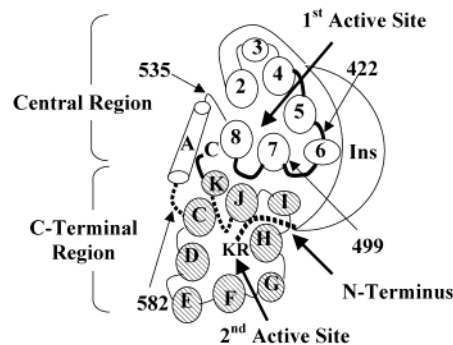 1st Active Site
3
535
4
422
2
Central Region
5
8
6
Ins
A
C
7
K
J
I
C
C-Terminal
Region
KR
H
499
D
N-Terminus
582
E
F
G
2nd Active Site